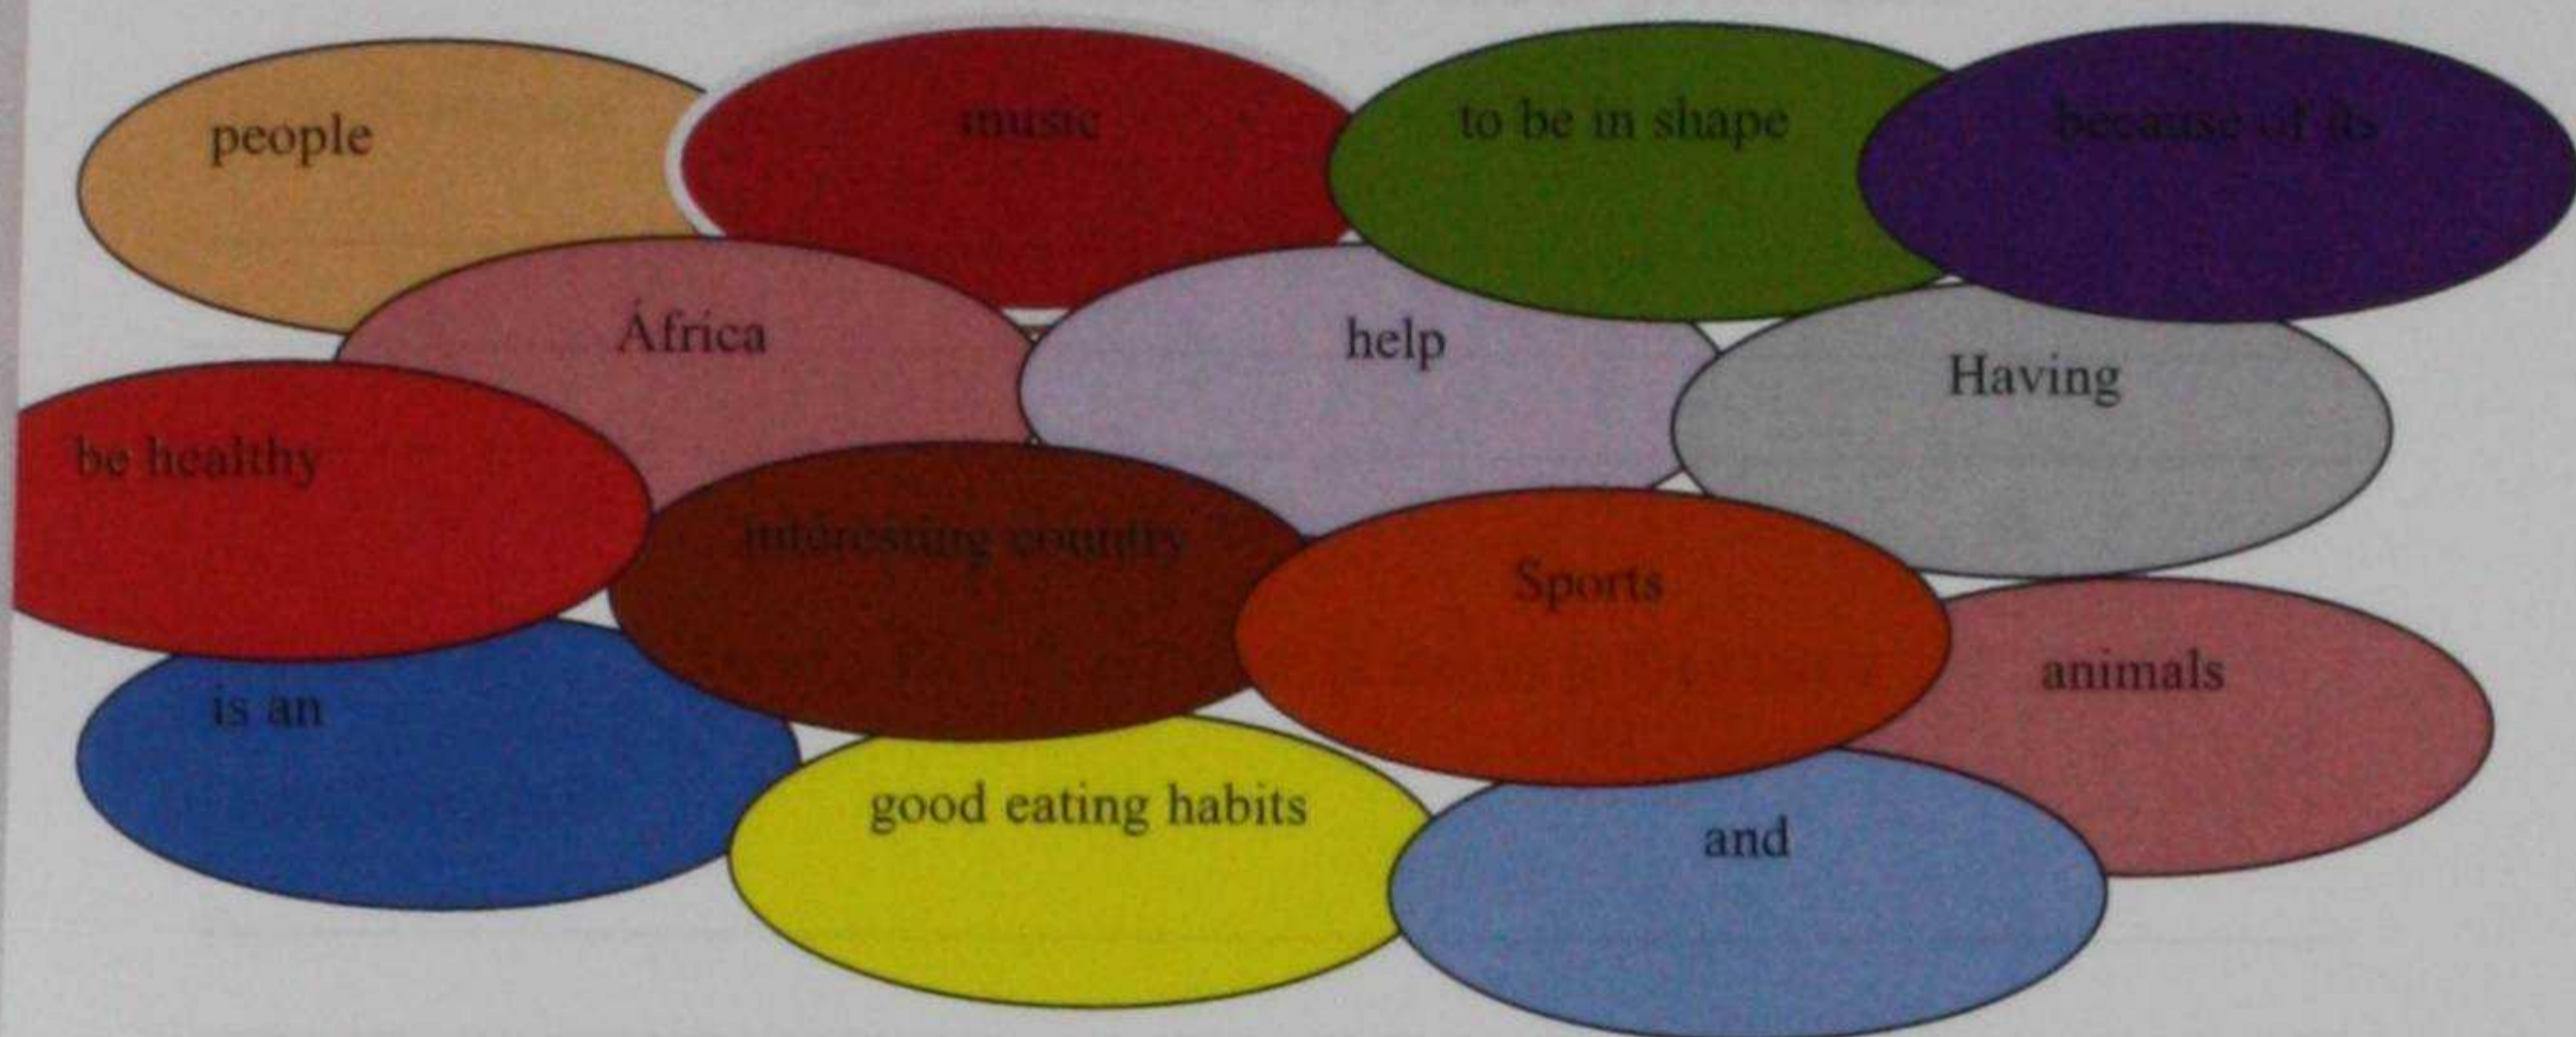 people
music
to be in shape
because of its
África
help
Having
be healthy
interesting country
Sports
animals
is an
good eating habits
and